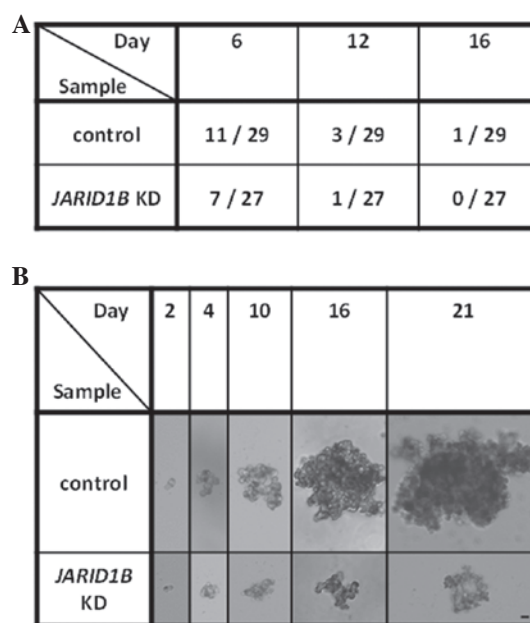 A
Day 6 12 16
Sample
control 11 / 29 3 / 29 1 / 29
JARID1B KD 7 / 27 1 / 27 0 / 27
B
Day 2 4 10 16 21
Sample
control
JARID1B
KD